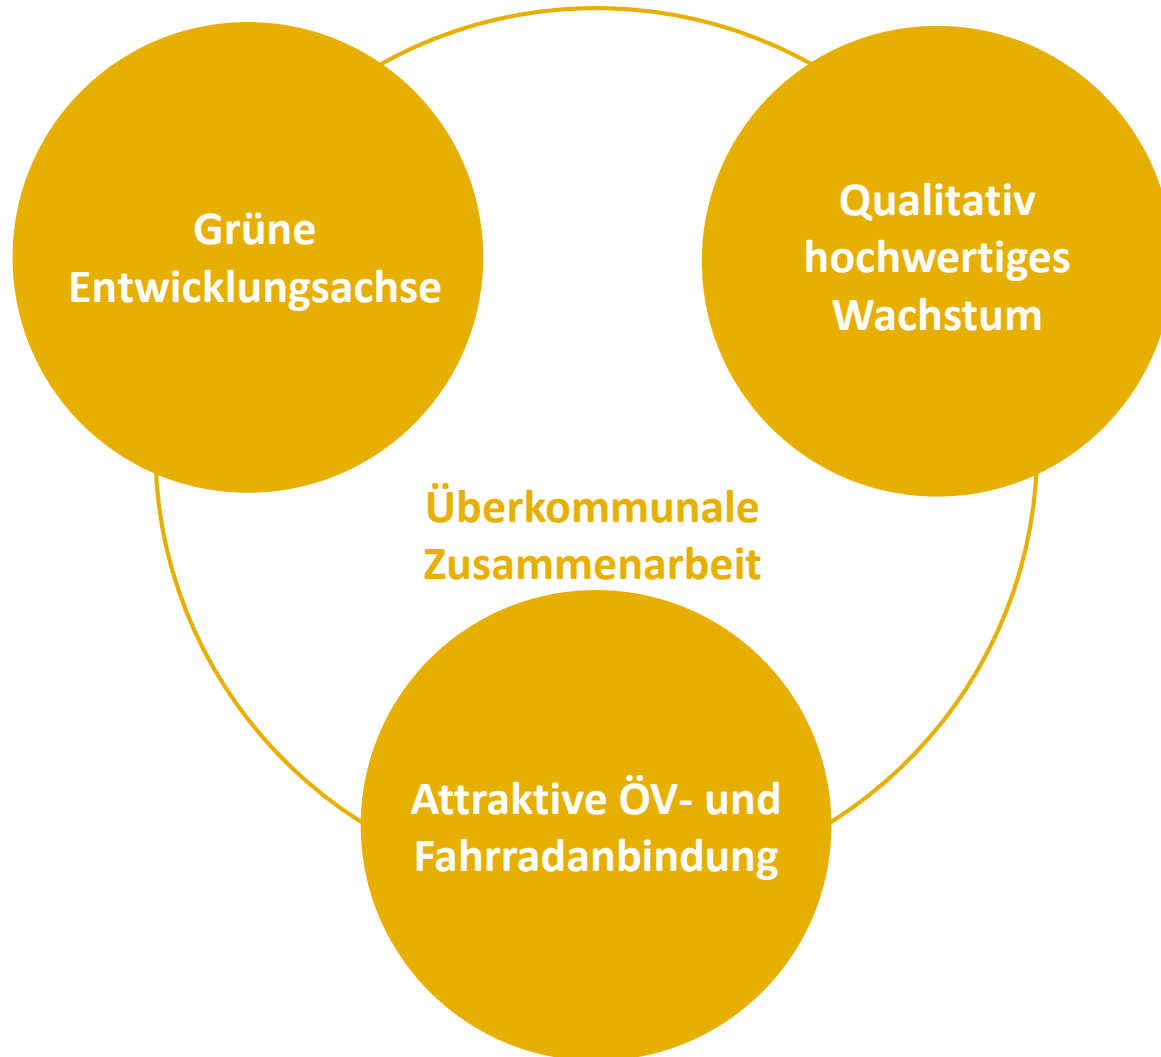 Grüne
Entwicklungsachse
Qualitativ
hochwertiges
Wachstum
Überkommunale
Zusammenarbeit
Attraktive ÖV- und
Fahrradanbindung